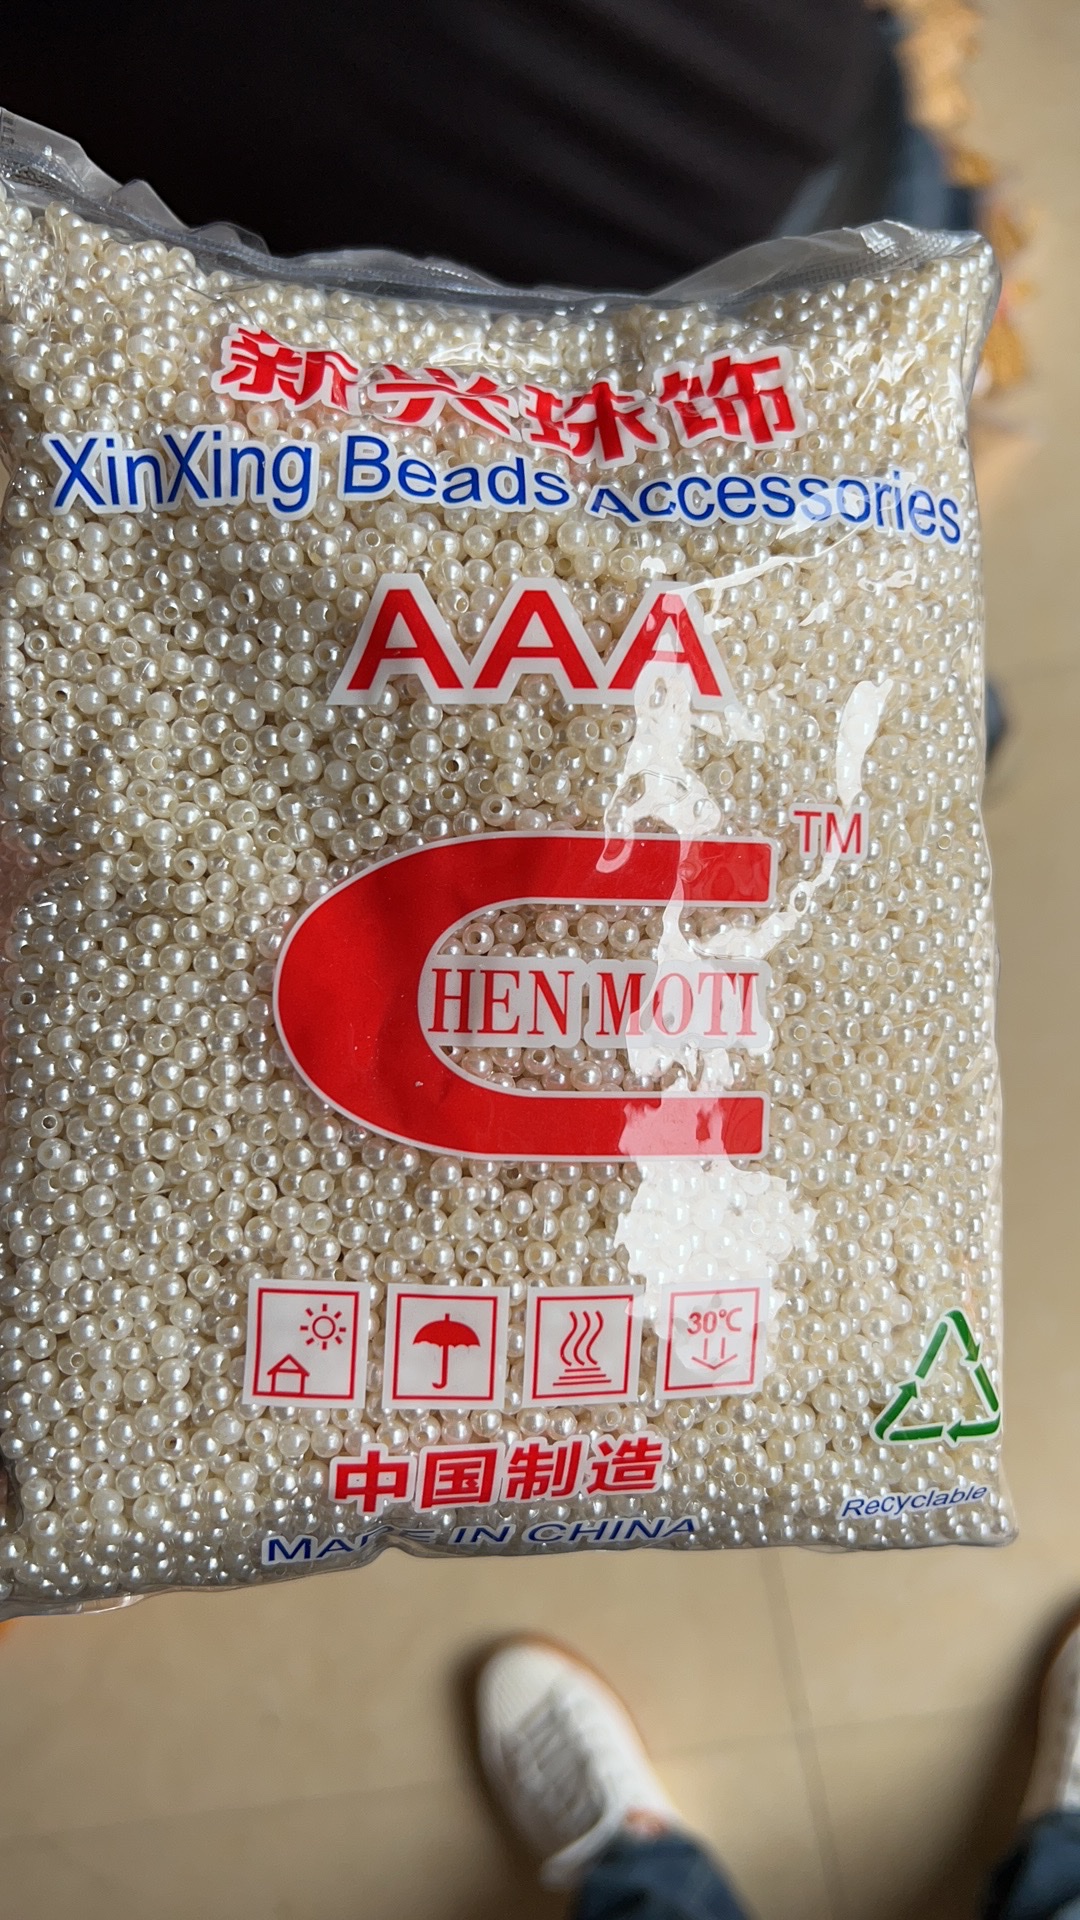 新兴珠饰
XinXing Beads Accessories
AAA
TM
CHEN MOTI
30℃
中国制造
MADE IN CHINA
Recyclable